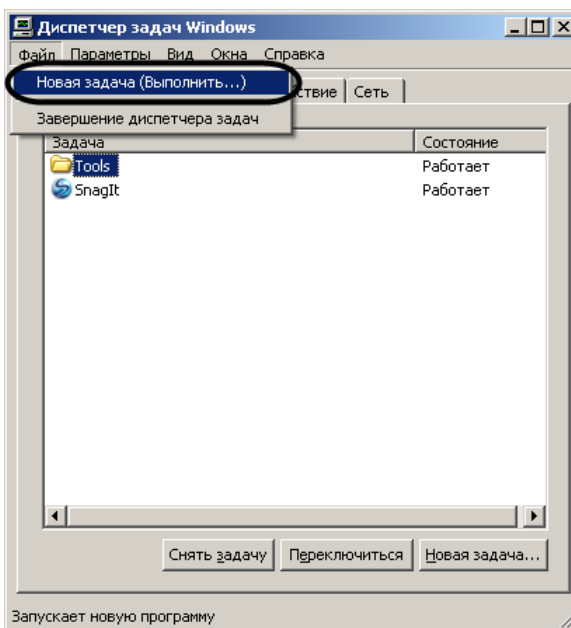 Диспетчер задач Windows
Файл Параметры Вид Окна Справка
Новая задача (Выполнить...)
Сеть
Завершение диспетчера задач
Задача Состояние
Tools Работает
SnagIt Работает
Снять задачу Переключиться Новая задача...
Запускает новую программу